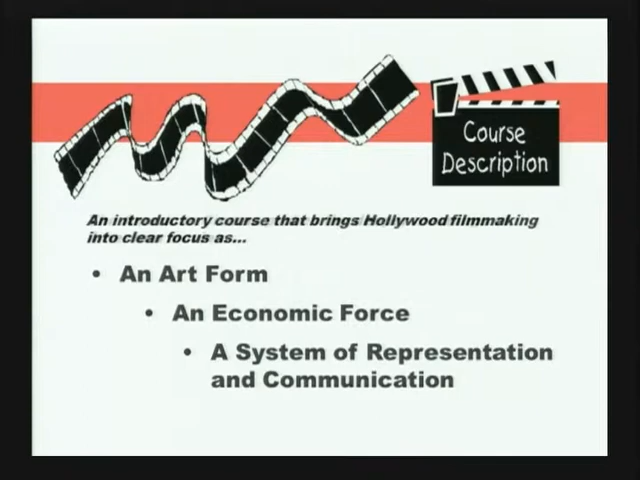 Course
Description
An introductory course that brings Hollywood filmmaking
into clear focus as...
• An Art Form
• An Economic Force
• A System of Representation
and Communication